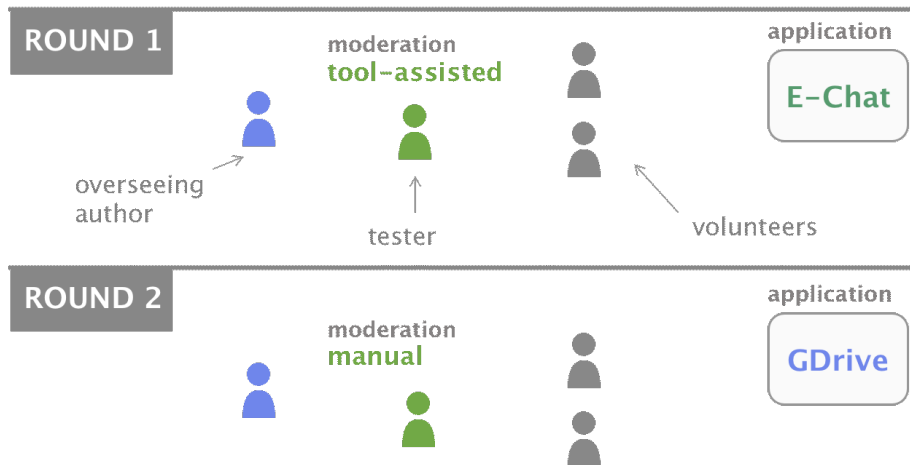 ROUND 1
moderation
tool-assisted
application
E-Chat
overseeing
author
tester
volunteers
ROUND 2
moderation
manual
application
GDrive